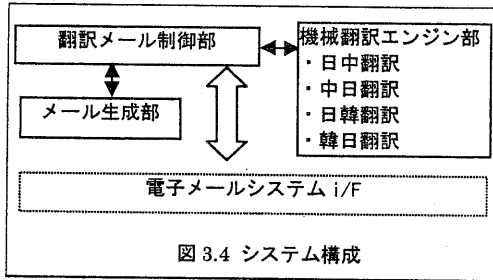 翻訳メール制御部
機械翻訳エンジン部
・日中翻訳
・中日翻訳
・日韓翻訳
・韓日翻訳
メール生成部
電子メールシステム i/F
図 3.4 システム構成